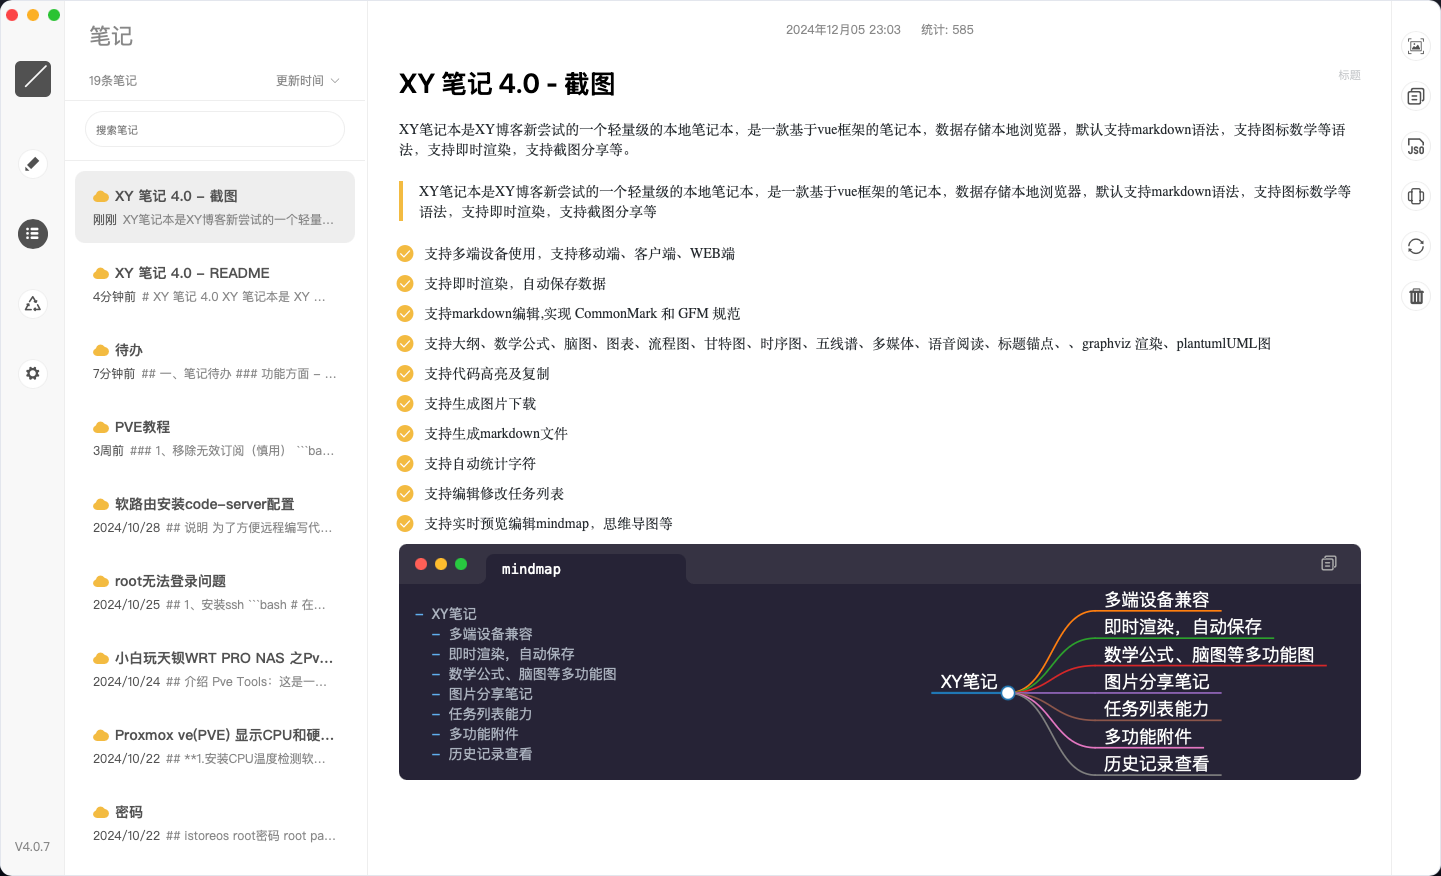 笔记
19条笔记 更新时间
搜索笔记
XY 笔记 4.0 - 截图
刚刚 XY笔记本是XY博客新尝试的一个轻量...
XY 笔记 4.0 - README
4分钟前 # XY 笔记 4.0 XY 笔记本是 XY ...
待办
7分钟前 ## 一、笔记待办 ### 功能方面 - ...
PVE教程
3周前 ### 1、移除无效订阅（慎用） ```ba...
软路由安装code-server配置
2024/10/28 ## 说明 为了方便远程编写代...
root无法登录问题
2024/10/25 ## 1、安装ssh ```bash # 在...
小白玩天钡WRT PRO NAS 之Pv...
2024/10/24 ## 介绍 Pve Tools：这是一...
Proxmox ve(PVE) 显示CPU和硬...
2024/10/22 ## **1.安装CPU温度检测软...
密码
2024/10/22 ## istoreos root密码 root pa...
V4.0.7
2024年12月05 23:03 统计: 585
XY 笔记 4.0 - 截图
标题
XY笔记本是XY博客新尝试的一个轻量级的本地笔记本，是一款基于vue框架的笔记本，数据存储本地浏览器，默认支持markdown语法，支持图标数学等语
法，支持即时渲染，支持截图分享等。
XY笔记本是XY博客新尝试的一个轻量级的本地笔记本，是一款基于vue框架的笔记本，数据存储本地浏览器，默认支持markdown语法，支持图标数学等
语法，支持即时渲染，支持截图分享等
支持多端设备使用，支持移动端、客户端、WEB端
支持即时渲染，自动保存数据
支持markdown编辑,实现 CommonMark 和 GFM 规范
支持大纲、数学公式、脑图、图表、流程图、甘特图、时序图、五线谱、多媒体、语音阅读、标题锚点、、graphviz 渲染、plantumlUML图
支持代码高亮及复制
支持生成图片下载
支持生成markdown文件
支持自动统计字符
支持编辑修改任务列表
支持实时预览编辑mindmap，思维导图等
mindmap
- XY笔记
- 多端设备兼容
- 即时渲染，自动保存
- 数学公式、脑图等多功能图
- 图片分享笔记
- 任务列表能力
- 多功能附件
- 历史记录查看
XY笔记
多端设备兼容
即时渲染，自动保存
数学公式、脑图等多功能图
图片分享笔记
任务列表能力
多功能附件
历史记录查看
JSO